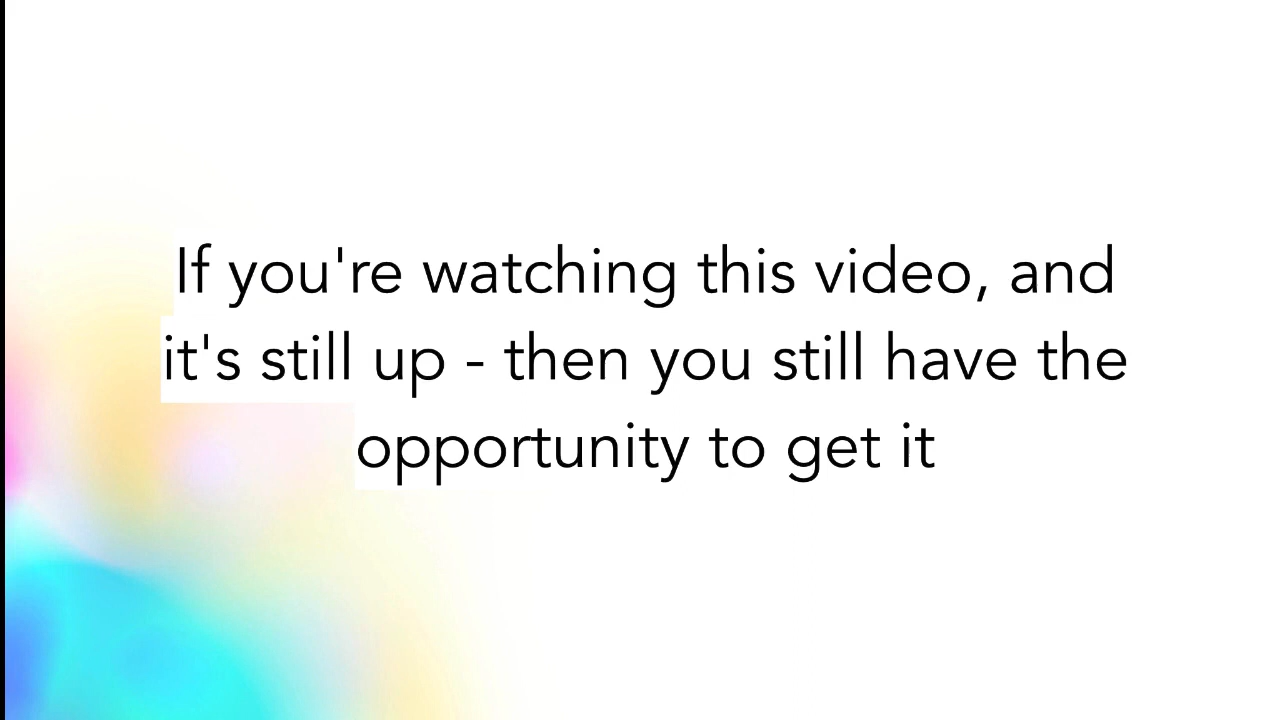 If you're watching this video, and
it's still up - then you still have the
opportunity to get it